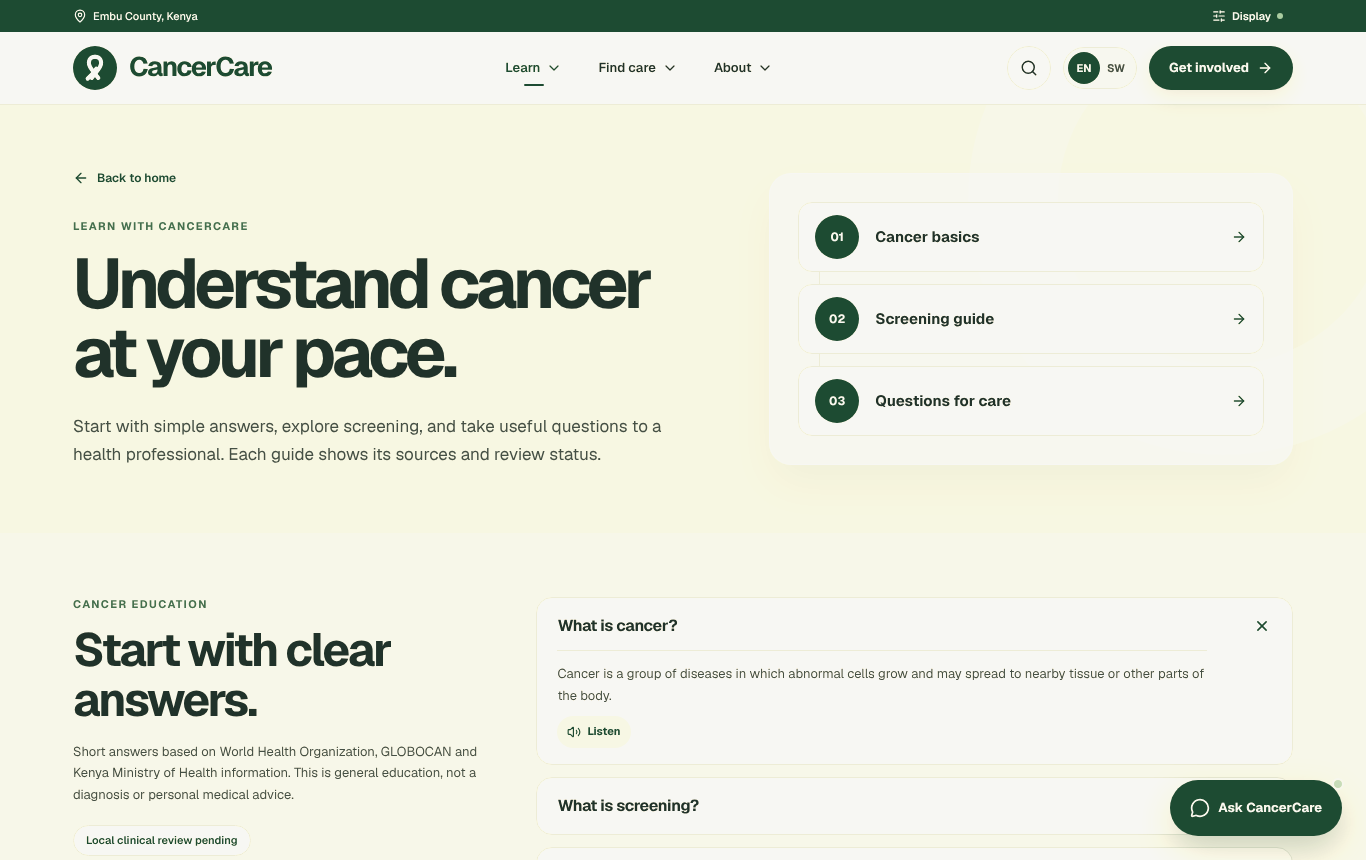 Embu County, Kenya
Display
CancerCare
Learn
Find care
About
EN
SW
Get involved
Back to home
LEARN WITH CANCERCARE
Understand cancer
at your pace.
Start with simple answers, explore screening, and take useful questions to a
health professional. Each guide shows its sources and review status.
01
Cancer basics
02
Screening guide
03
Questions for care
CANCER EDUCATION
Start with clear
answers.
Short answers based on World Health Organization, GLOBOCAN and
Kenya Ministry of Health information. This is general education, not a
diagnosis or personal medical advice.
Local clinical review pending
What is cancer?
Cancer is a group of diseases in which abnormal cells grow and may spread to nearby tissue or other parts of
the body.
Listen
What is screening?
Ask CancerCare